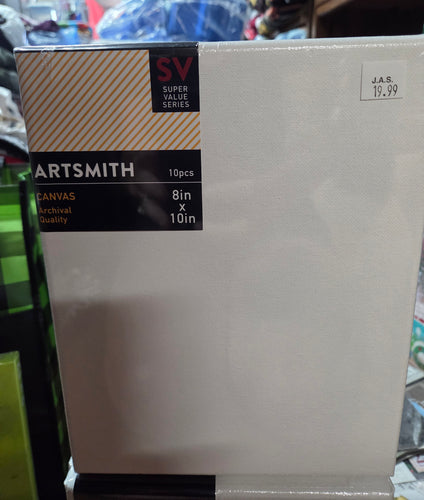 SV
SUPER
VALUE
SERIES
J.A.S.
19.99
ARTSMITH 10pcs
CANVAS
Archival
Quality
8in
x
10in